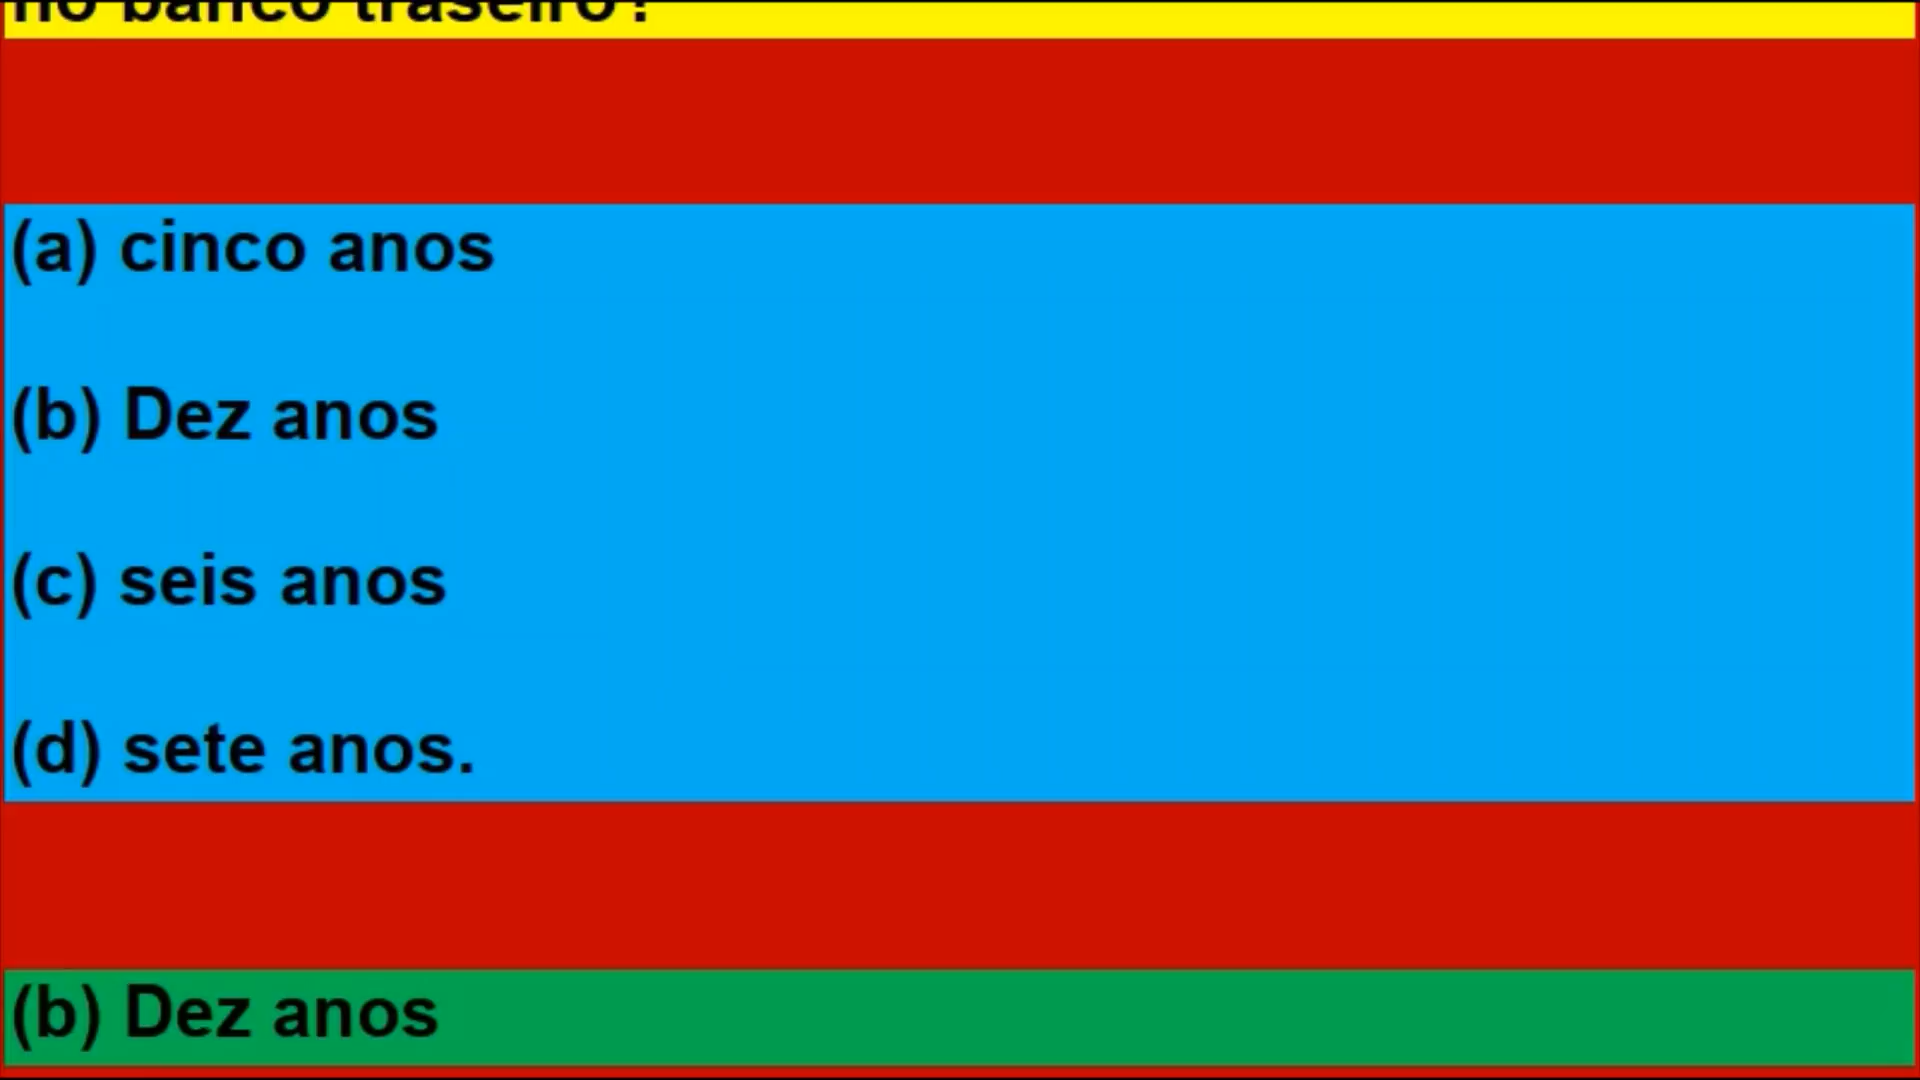 no banco traseiro?
(a) cinco anos
(b) Dez anos
(c) seis anos
(d) sete anos.
(b) Dez anos